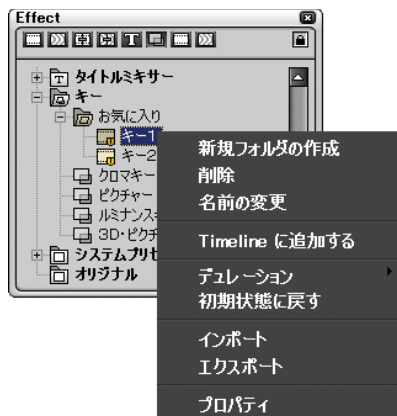 Effect
タイトルミキサー
キー
お気に入り
キー1
キー2
クロマキー
ピクチャー
ルミナンス
3D・ピクチ
システムプリセ
オリジナル
新規フォルダの作成
削除
名前の変更
Timeline に追加する
デュレーション
初期状態に戻す
インポート
エクスポート
プロパティ